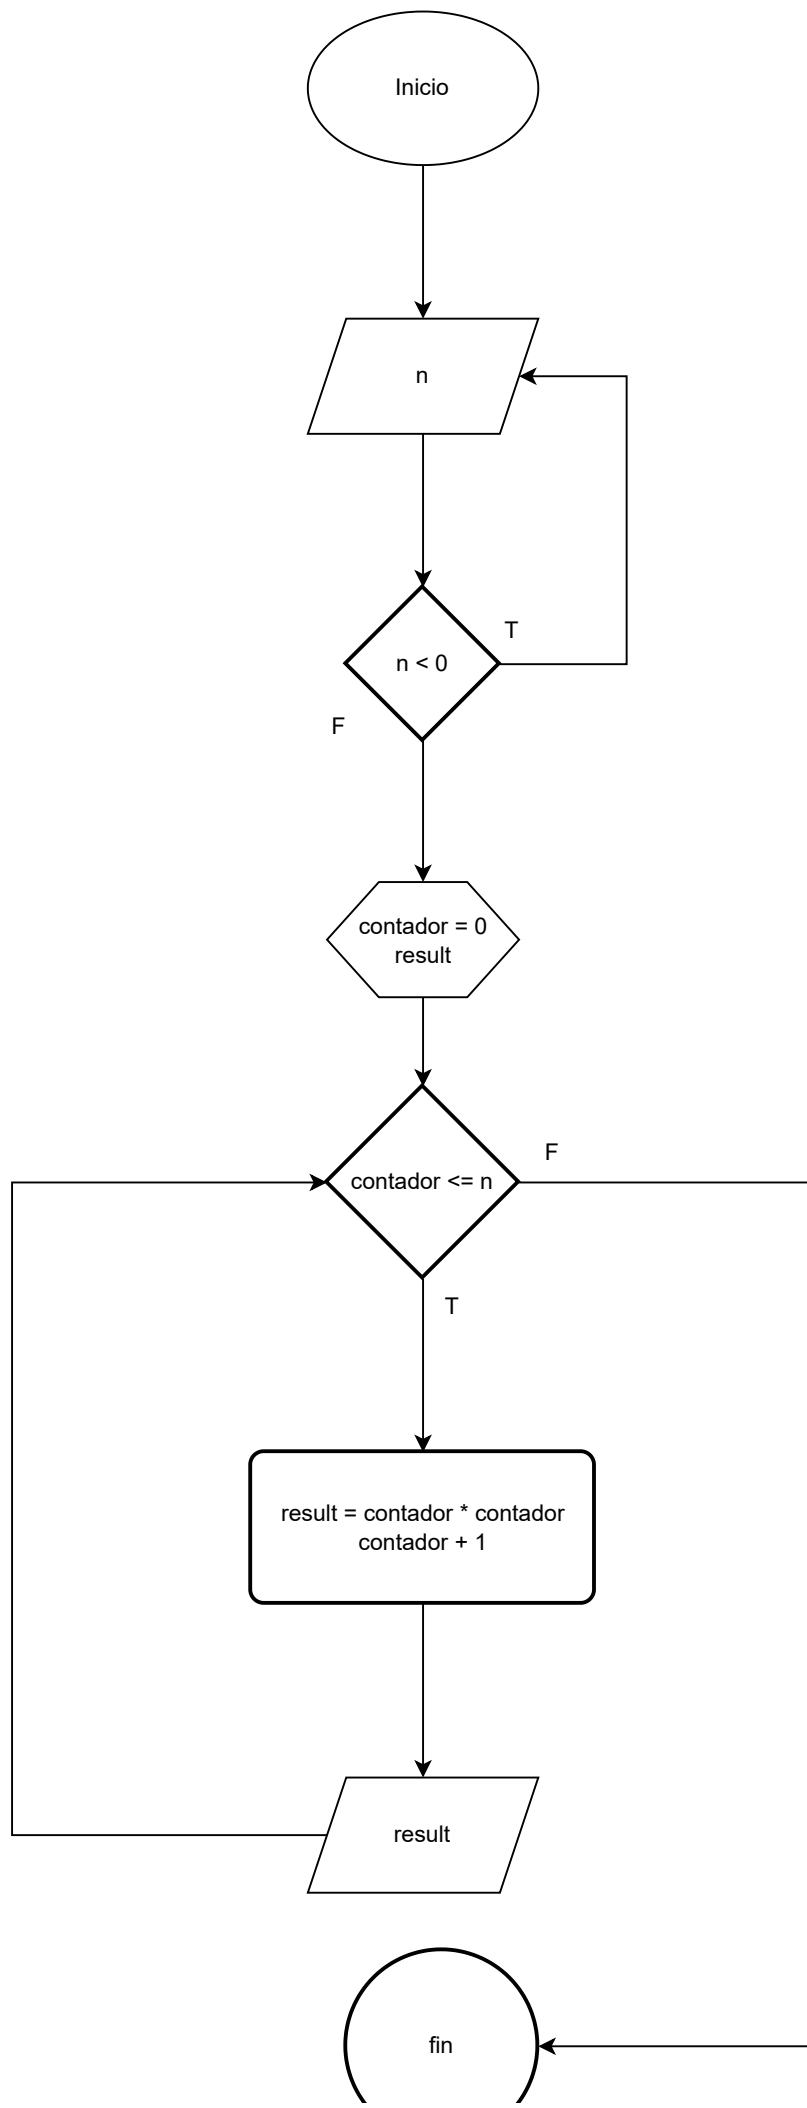 Inicio
n
T
n < 0
F
contador = 0
result
F
contador <= n
T
result = contador * contador
contador + 1
result
fin